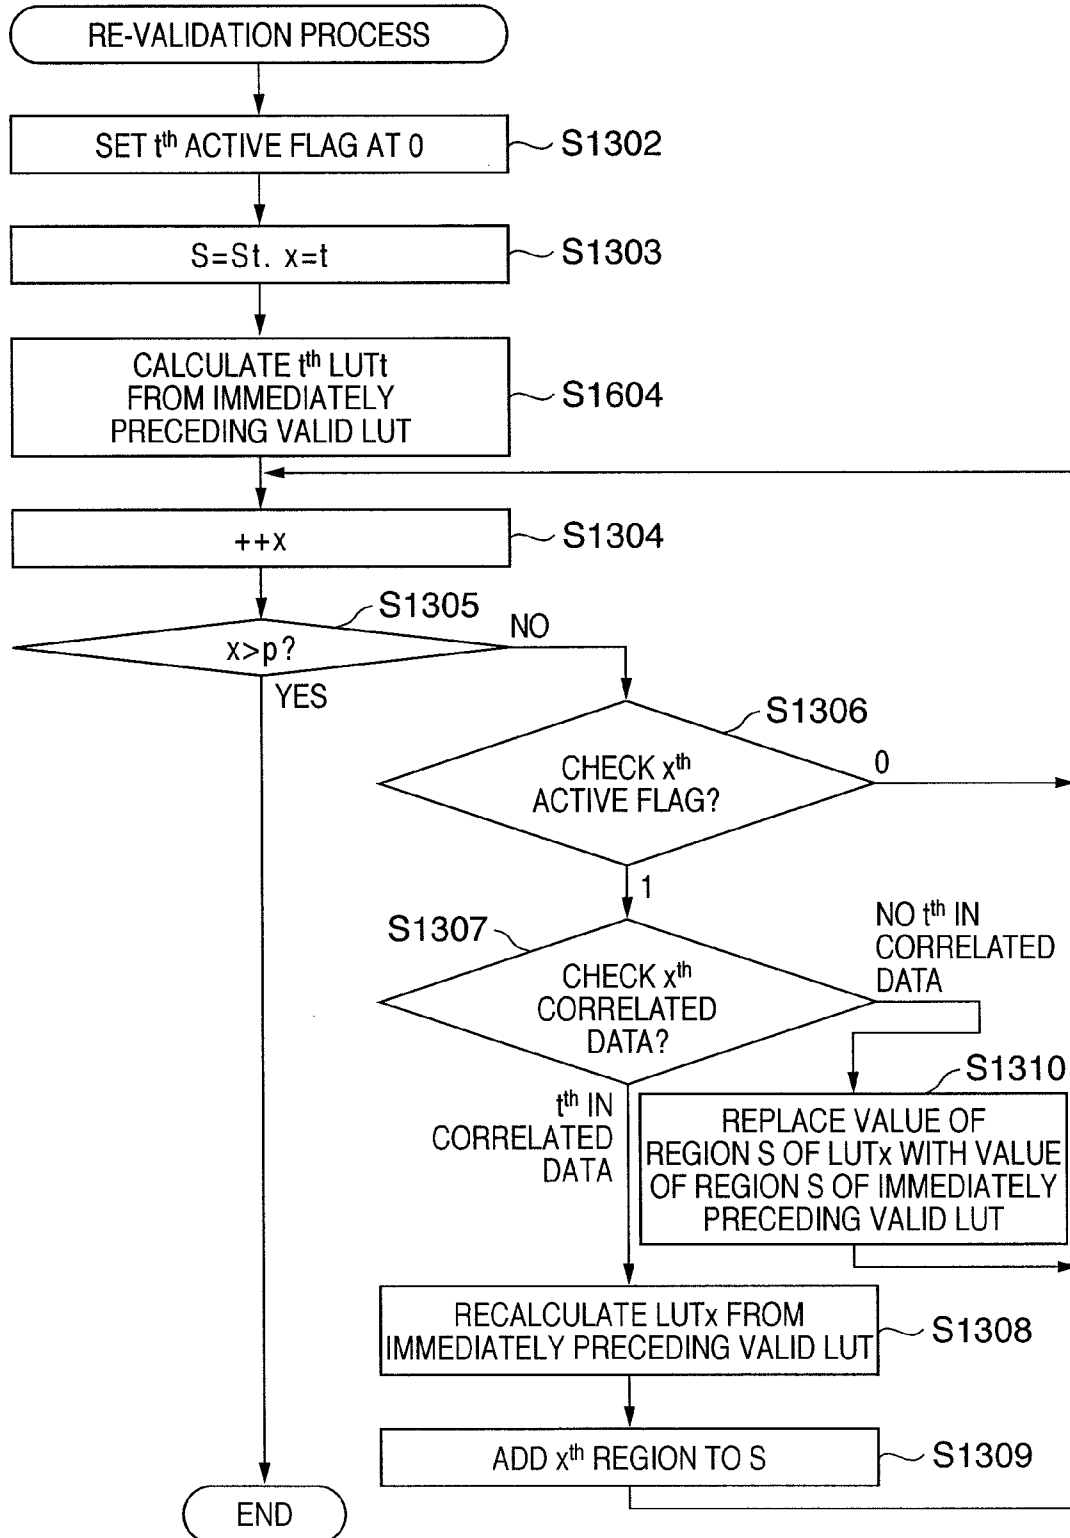 RE-VALIDATION PROCESS
SET tth ACTIVE FLAG AT 0
S1302
S=St. x=t
S1303
CALCULATE tth LUTt
FROM IMMEDIATELY
PRECEDING VALID LUT
S1604
++x
S1304
S1305
x>p?
NO
YES
S1306
CHECK xth
ACTIVE FLAG?
0
1
S1307
CHECK xth
CORRELATED
DATA?
NO tth IN
CORRELATED
DATA
S1310
tth IN
CORRELATED
DATA
REPLACE VALUE OF
REGION S OF LUTx WITH VALUE
OF REGION S OF IMMEDIATELY
PRECEDING VALID LUT
RECALCULATE LUTx FROM
IMMEDIATELY PRECEDING VALID LUT
S1308
ADD xth REGION TO S
S1309
END